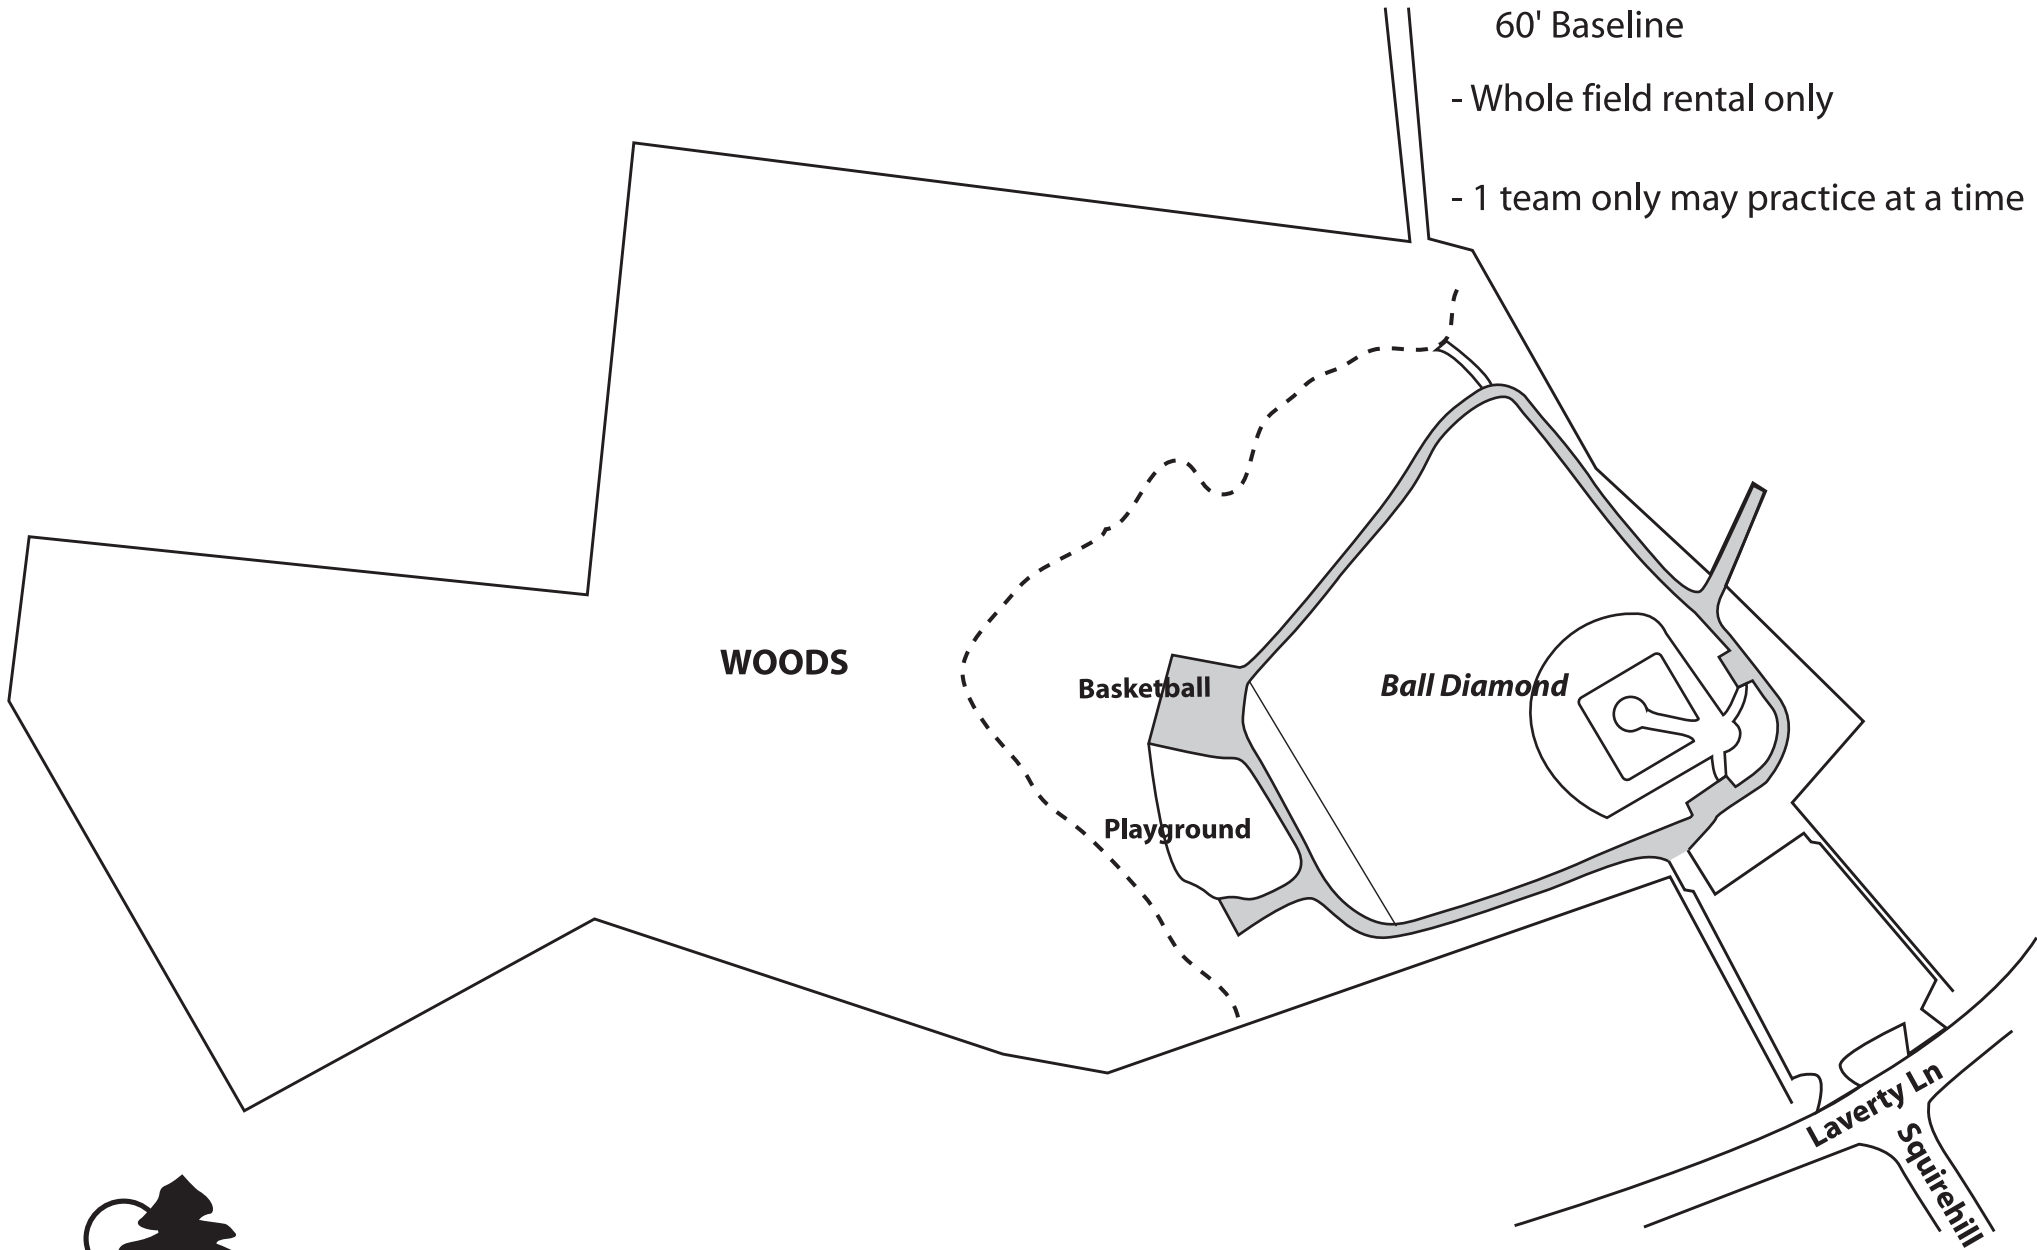 60' Baseline
- Whole field rental only
- 1 team only may practice at a time
WOODS
Basketball
Ball Diamond
Playground
Laverty Ln
Squirehill